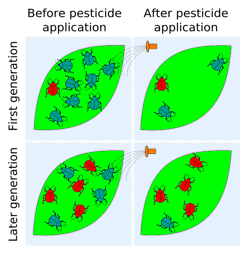 Before pesticide
application
After pesticide
application
First generation
Later generation